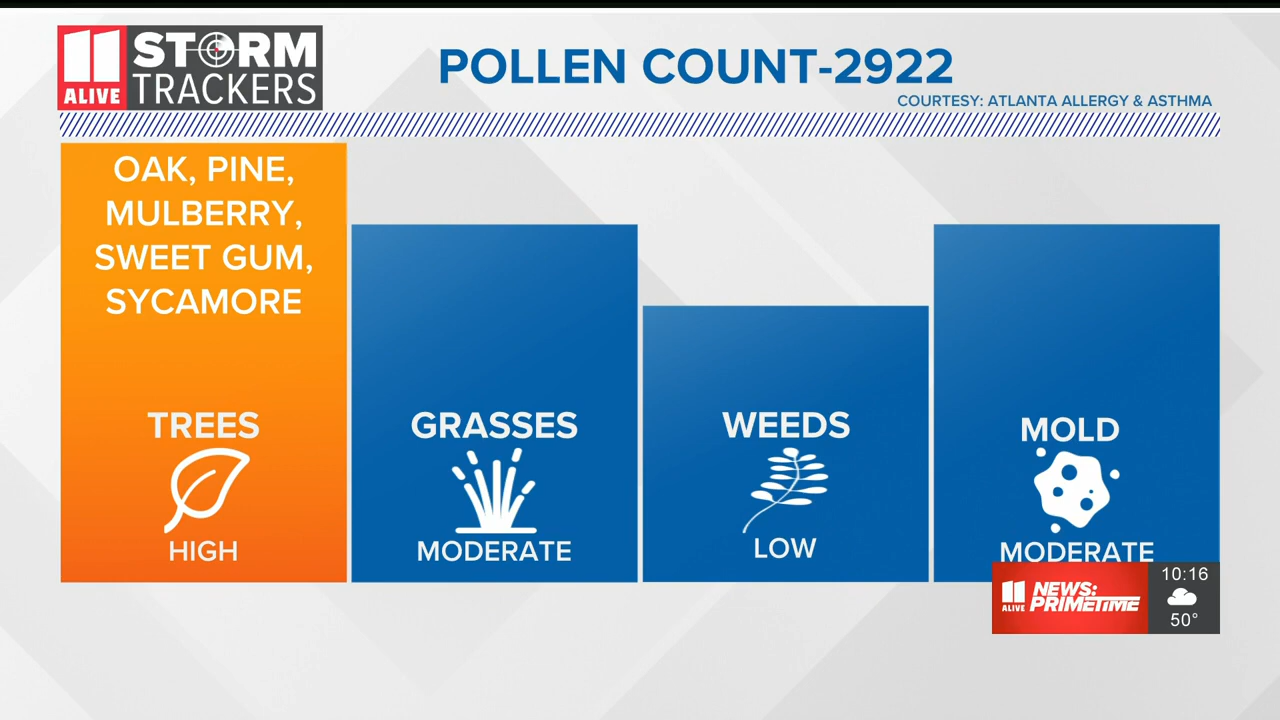 11 ALIVE
STORM
TRACKERS
POLLEN COUNT-2922
COURTESY: ATLANTA ALLERGY & ASTHMA
OAK, PINE,
MULBERRY,
SWEET GUM,
SYCAMORE
TREES
HIGH
GRASSES
MODERATE
WEEDS
LOW
MOLD
MODERATE
11 ALIVE
NEWS:
PRIMETIME
10:16
50°